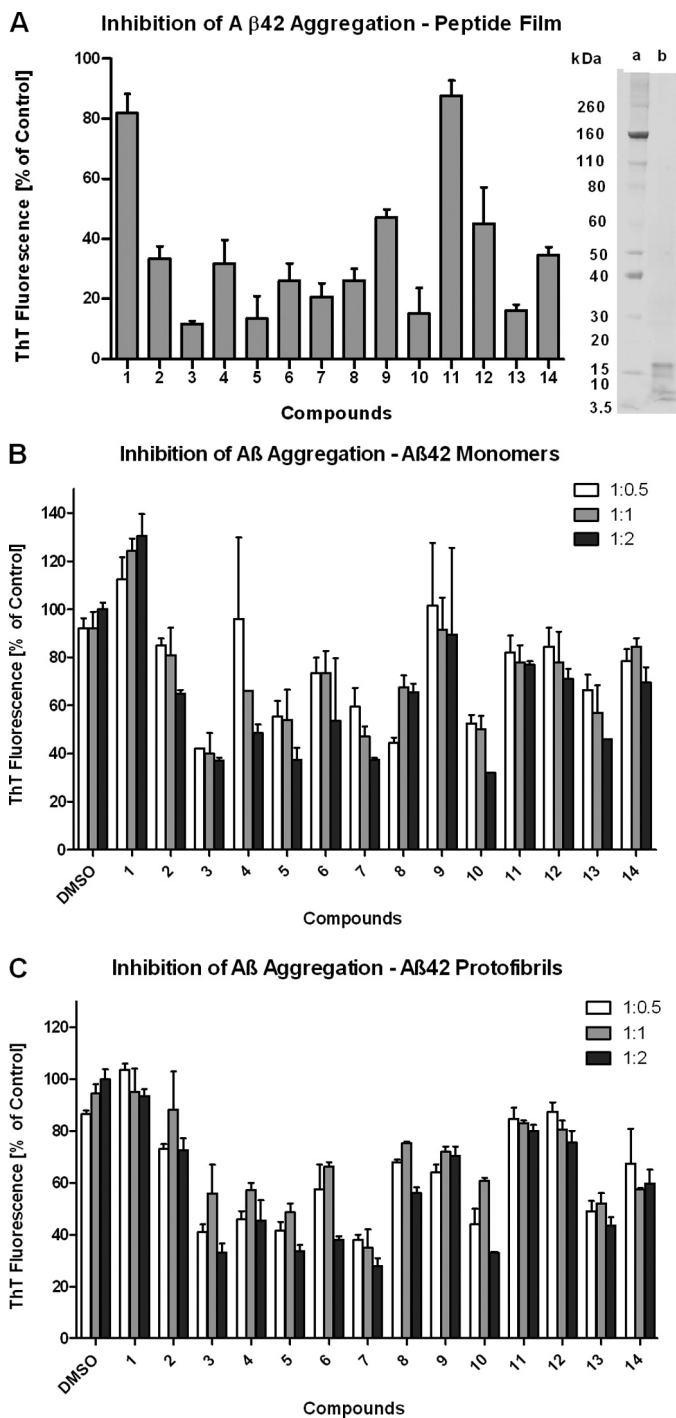 A
Inhibition of A β42 Aggregation - Peptide Film
ThT Fluorescence [% of Control]
100
80
60
40
20
0
1 2 3 4 5 6 7 8 9 10 11 12 13 14
Compounds
kDa a b
260
160
110
80
60
50
40
30
20
15
10
3.5
B
Inhibition of Aß Aggregation - Aß42 Monomers
ThT Fluorescence [% of Control]
1:0.5
1:1
1:2
140
120
100
80
60
40
20
0
DMSO 1 2 3 4 5 6 7 8 9 10 11 12 13 14
Compounds
C
Inhibition of Aß Aggregation - Aß42 Protofibrils
ThT Fluorescence [% of Control]
1:0.5
1:1
1:2
120
100
80
60
40
20
0
DMSO 1 2 3 4 5 6 7 8 9 10 11 12 13 14
Compounds